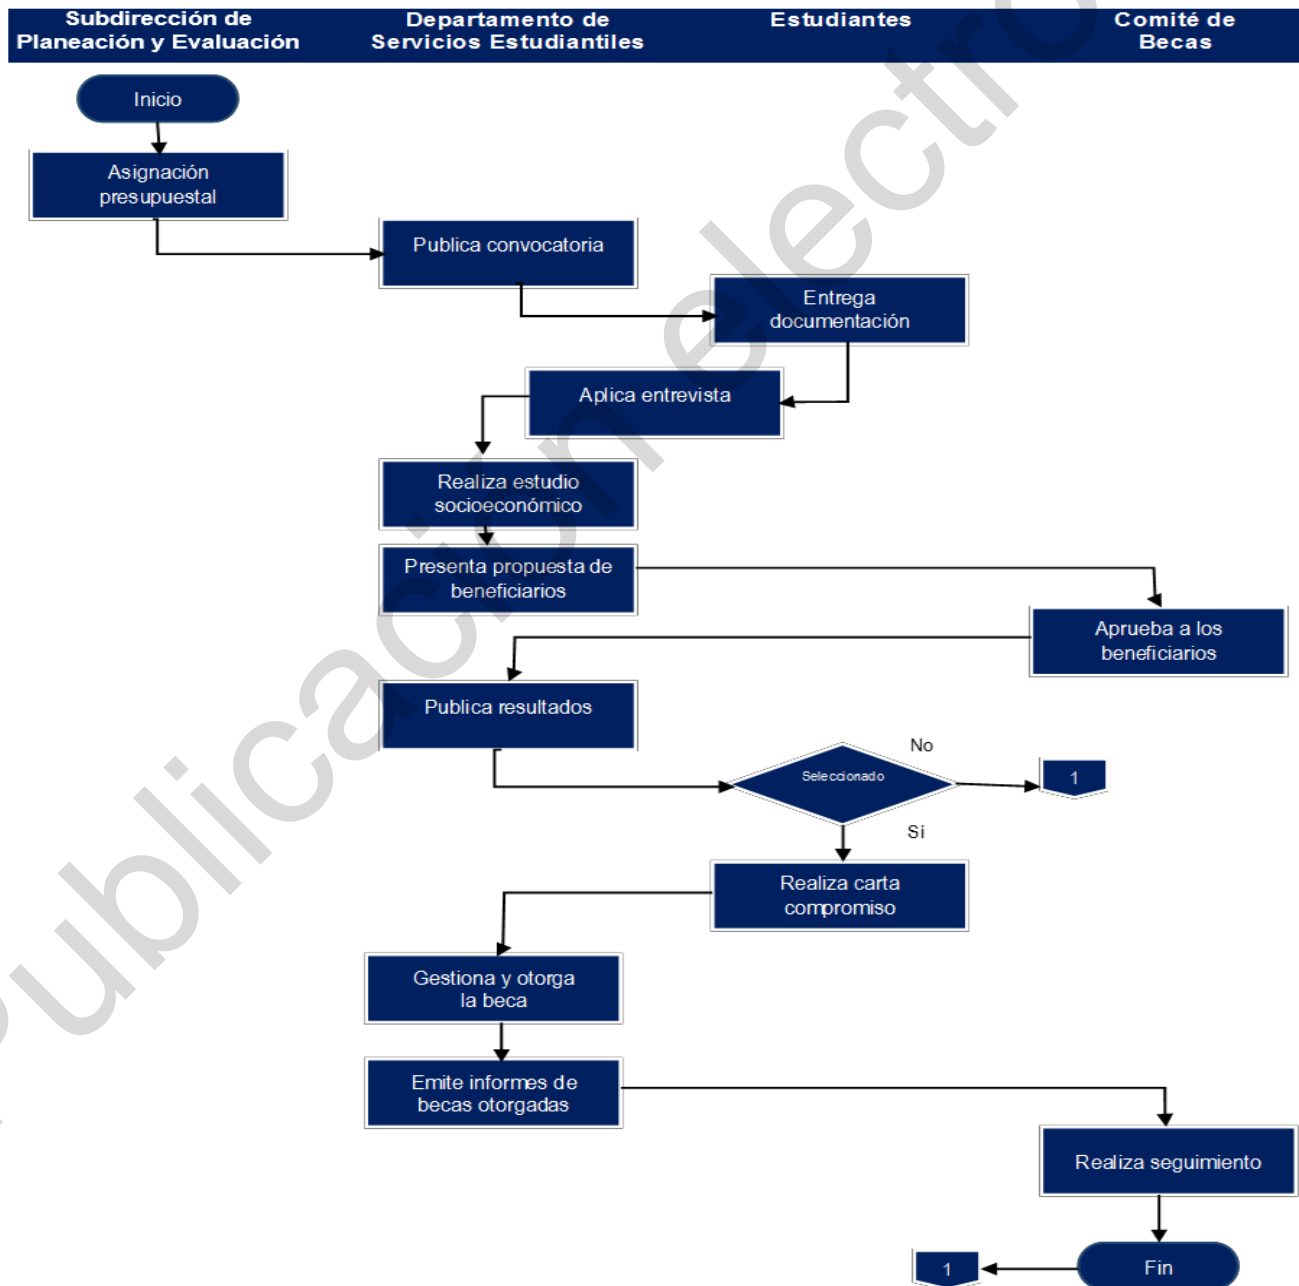 Subdirección de
Planeación y Evaluación
Departamento de
Servicios Estudiantiles
Estudiantes
Comité de
Becas
Inicio
Asignación
presupuestal
Publica convocatoria
Entrega
documentación
Aplica entrevista
Realiza estudio
socioeconómico
Presenta propuesta de
beneficiarios
Aprueba a los
beneficiarios
Publica resultados
No
Seleccionado
1
Sí
Realiza carta
compromiso
Gestiona y otorga
la beca
Emite informes de
becas otorgadas
Realiza seguimiento
Fin
1
Publicación electró